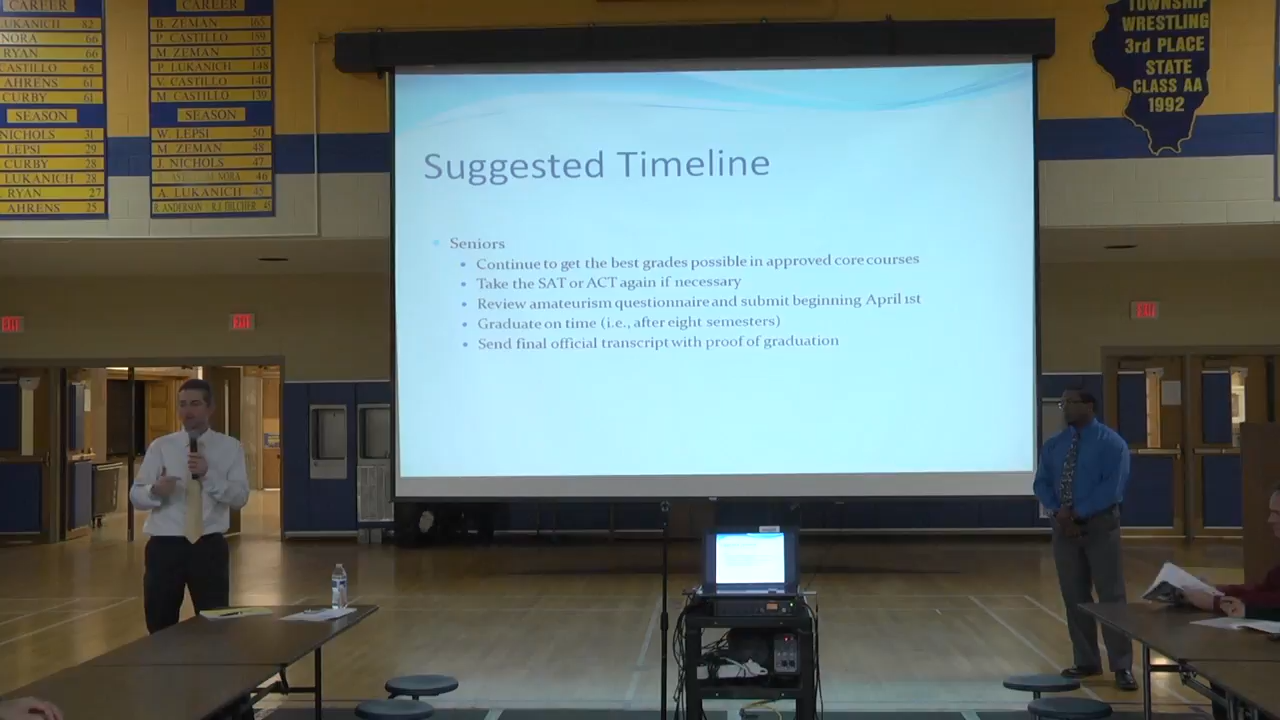 CAREER
LUKANICH 82
NORA 66
RYAN 66
CASTILLO 65
AHRENS 61
CURBY 61
SEASON
NICHOLS 31
LEPSI 29
CURBY 28
LUKANICH 28
RYAN 27
AHRENS 25
CAREER
B. ZEMAN 165
P. CASTILLO 159
M. ZEMAN 155
P. LUKANICH 148
V. CASTILLO 140
M. CASTILLO 139
SEASON
W. LEPSI 50
M. ZEMAN 48
J. NICHOLS 47
NORA 46
A. LUKANICH 45
R. ANDERSON 45
Suggested Timeline
Seniors
Continue to get the best grades possible in approved core courses
Take the SAT or ACT again if necessary
Review amateurism questionnaire and submit beginning April 1st
Graduate on time (i.e., after eight semesters)
Send final official transcript with proof of graduation
TOWNSHIP
WRESTLING
3rd PLACE
STATE
CLASS AA
1992